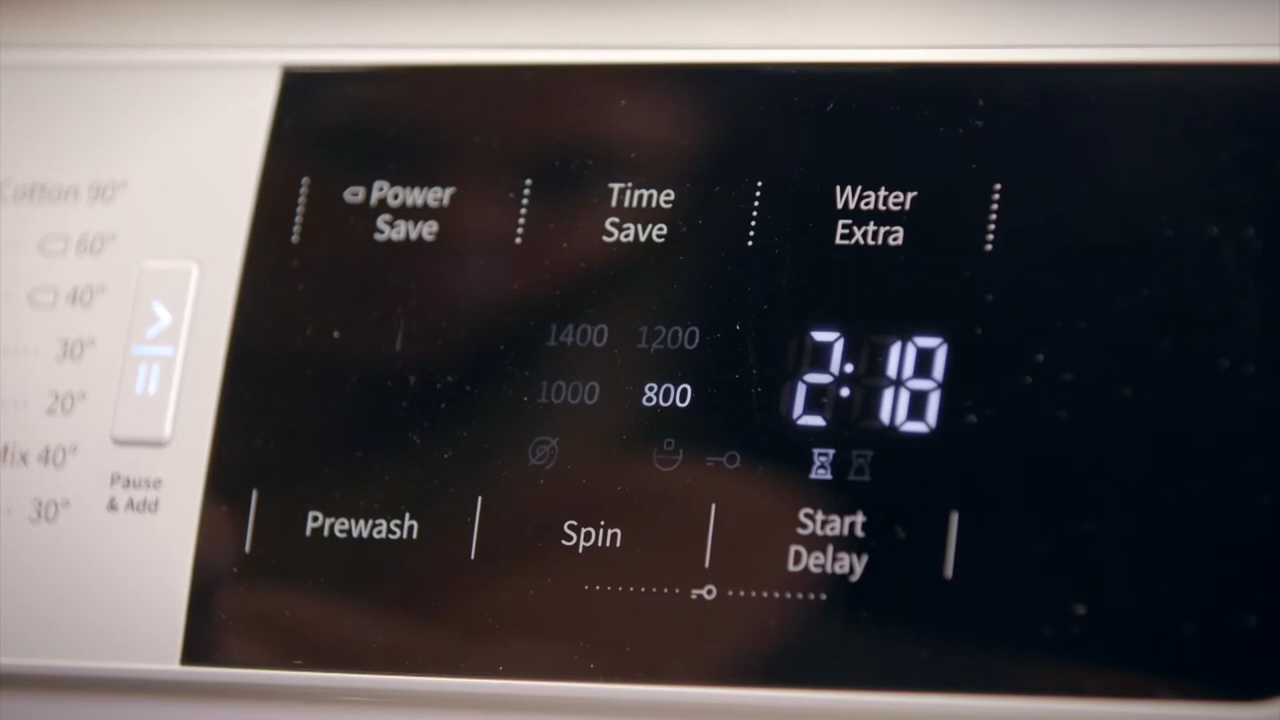 Cotton 90°
60°
40°
30°
20°
Mix 40°
30°
Pause
& Add
Power
Save
Time
Save
Water
Extra
1400 1200
1000 800
2:18
Prewash
Spin
Start
Delay